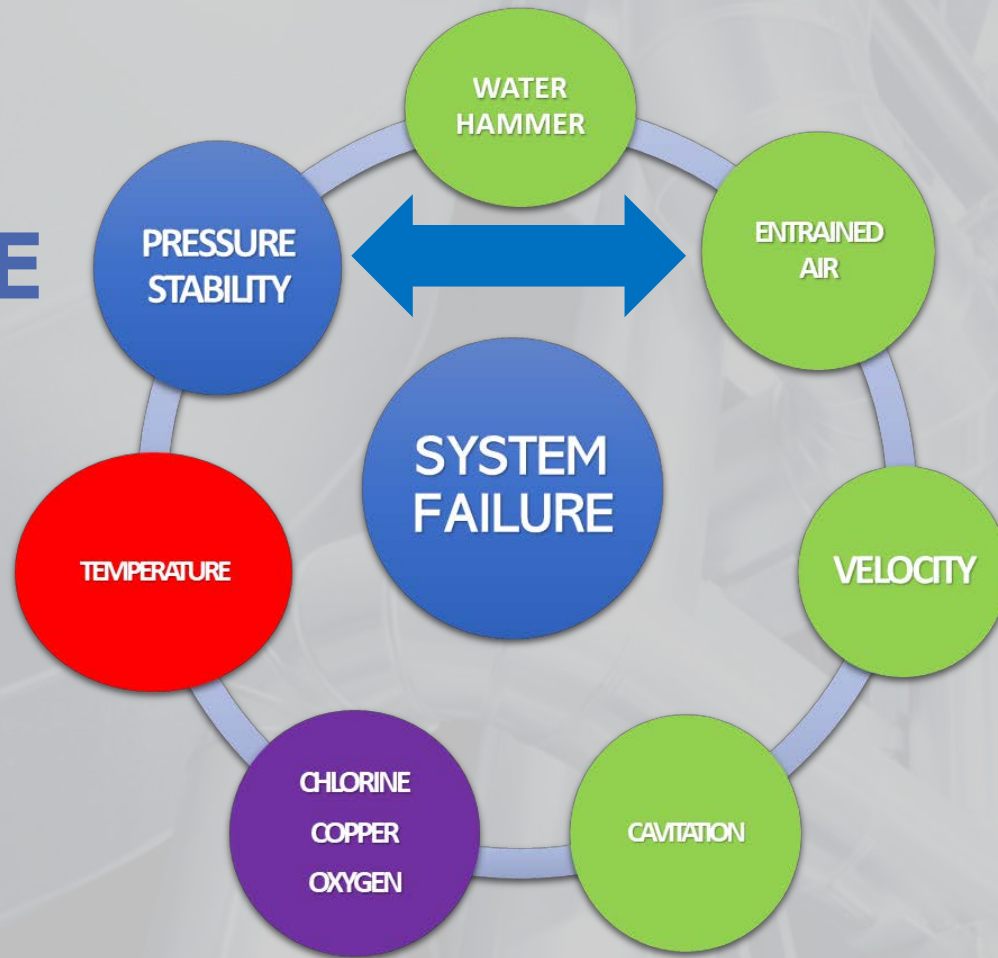 WATER
HAMMER
PRESSURE
STABILITY
ENTRAINED
AIR
E
SYSTEM
FAILURE
TEMPERATURE
VELOCITY
CHLORINE
COPPER
OXYGEN
CAVITATION